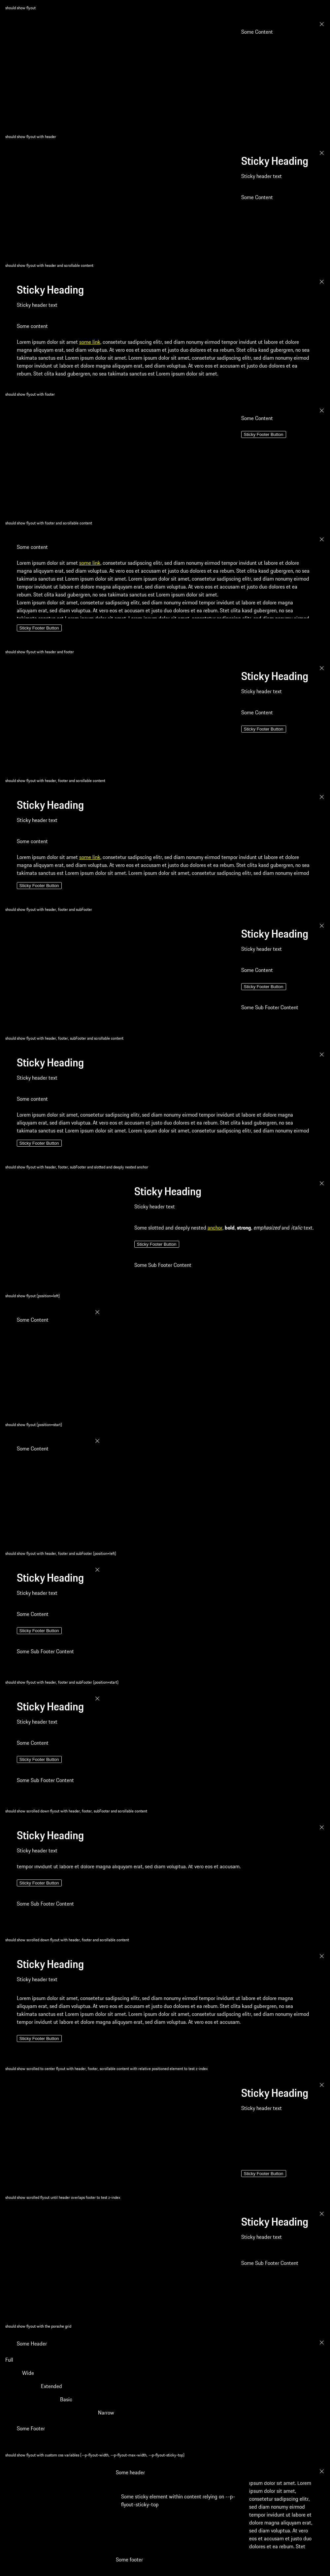 should show flyout
Some Content
should show flyout with header
Sticky Heading
Sticky header text
Some Content
should show flyout with header and scrollable content
Sticky Heading
Sticky header text
Some content
Lorem ipsum dolor sit amet some link, consetetur sadipscing elitr, sed diam nonumy eirmod tempor invidunt ut labore et dolore
magna aliquyam erat, sed diam voluptua. At vero eos et accusam et justo duo dolores et ea rebum. Stet clita kasd gubergren, no sea
takimata sanctus est Lorem ipsum dolor sit amet. Lorem ipsum dolor sit amet, consetetur sadipscing elitr, sed diam nonumy eirmod
tempor invidunt ut labore et dolore magna aliquyam erat, sed diam voluptua. At vero eos et accusam et justo duo dolores et ea
rebum. Stet clita kasd gubergren, no sea takimata sanctus est Lorem ipsum dolor sit amet.
should show flyout with footer
Some Content
Sticky Footer Button
should show flyout with footer and scrollable content
Some content
Lorem ipsum dolor sit amet some link, consetetur sadipscing elitr, sed diam nonumy eirmod tempor invidunt ut labore et dolore
magna aliquyam erat, sed diam voluptua. At vero eos et accusam et justo duo dolores et ea rebum. Stet clita kasd gubergren, no sea
takimata sanctus est Lorem ipsum dolor sit amet. Lorem ipsum dolor sit amet, consetetur sadipscing elitr, sed diam nonumy eirmod
tempor invidunt ut labore et dolore magna aliquyam erat, sed diam voluptua. At vero eos et accusam et justo duo dolores et ea
rebum. Stet clita kasd gubergren, no sea takimata sanctus est Lorem ipsum dolor sit amet.
Lorem ipsum dolor sit amet, consetetur sadipscing elitr, sed diam nonumy eirmod tempor invidunt ut labore et dolore magna
aliquyam erat, sed diam voluptua. At vero eos et accusam et justo duo dolores et ea rebum. Stet clita kasd gubergren, no sea
takimata sanctus est Lorem ipsum dolor sit amet. Lorem ipsum dolor sit amet, consetetur sadipscing elitr, sed diam nonumy eirmod
Sticky Footer Button
should show flyout with header and footer
Sticky Heading
Sticky header text
Some Content
Sticky Footer Button
should show flyout with header, footer and scrollable content
Sticky Heading
Sticky header text
Some content
Lorem ipsum dolor sit amet some link, consetetur sadipscing elitr, sed diam nonumy eirmod tempor invidunt ut labore et dolore
magna aliquyam erat, sed diam voluptua. At vero eos et accusam et justo duo dolores et ea rebum. Stet clita kasd gubergren, no sea
takimata sanctus est Lorem ipsum dolor sit amet. Lorem ipsum dolor sit amet, consetetur sadipscing elitr, sed diam nonumy eirmod
Sticky Footer Button
should show flyout with header, footer and subFooter
Sticky Heading
Sticky header text
Some Content
Sticky Footer Button
Some Sub Footer Content
should show flyout with header, footer, subFooter and scrollable content
Sticky Heading
Sticky header text
Some content
Lorem ipsum dolor sit amet, consetetur sadipscing elitr, sed diam nonumy eirmod tempor invidunt ut labore et dolore magna
aliquyam erat, sed diam voluptua. At vero eos et accusam et justo duo dolores et ea rebum. Stet clita kasd gubergren, no sea
takimata sanctus est Lorem ipsum dolor sit amet. Lorem ipsum dolor sit amet, consetetur sadipscing elitr, sed diam nonumy eirmod
Sticky Footer Button
should show flyout with header, footer, subFooter and slotted and deeply nested anchor
Sticky Heading
Sticky header text
Some slotted and deeply nested anchor, bold, strong, emphasized and italic text.
Sticky Footer Button
Some Sub Footer Content
should show flyout (position=left)
Some Content
should show flyout (position=start)
Some Content
should show flyout with header, footer and subFooter (position=left)
Sticky Heading
Sticky header text
Some Content
Sticky Footer Button
Some Sub Footer Content
should show flyout with header, footer and subFooter (position=start)
Sticky Heading
Sticky header text
Some Content
Sticky Footer Button
Some Sub Footer Content
should show scrolled down flyout with header, footer, subFooter and scrollable content
Sticky Heading
Sticky header text
tempor invidunt ut labore et dolore magna aliquyam erat, sed diam voluptua. At vero eos et accusam.
Sticky Footer Button
Some Sub Footer Content
should show scrolled down flyout with header, footer and scrollable content
Sticky Heading
Sticky header text
Lorem ipsum dolor sit amet, consetetur sadipscing elitr, sed diam nonumy eirmod tempor invidunt ut labore et dolore magna
aliquyam erat, sed diam voluptua. At vero eos et accusam et justo duo dolores et ea rebum. Stet clita kasd gubergren, no sea
takimata sanctus est Lorem ipsum dolor sit amet. Lorem ipsum dolor sit amet, consetetur sadipscing elitr, sed diam nonumy eirmod
tempor invidunt ut labore et dolore magna aliquyam erat, sed diam voluptua. At vero eos et accusam.
Sticky Footer Button
should show scrolled to center flyout with header, footer, scrollable content with relative positioned element to test z-index
Sticky Heading
Sticky header text
Sticky Footer Button
should show scrolled flyout until header overlaps footer to test z-index
Sticky Heading
Sticky header text
Some Sub Footer Content
should show flyout with the porsche grid
Some Header
Full
Wide
Extended
Basic
Narrow
Some Footer
should show flyout with custom css variables (--p-flyout-width, --p-flyout-max-width, --p-flyout-sticky-top)
Some header
Some sticky element within content relying on --p-
flyout-sticky-top
ipsum dolor sit amet. Lorem
ipsum dolor sit amet,
consetetur sadipscing elitr,
sed diam nonumy eirmod
tempor invidunt ut labore et
dolore magna aliquyam
erat, sed diam voluptua. At
vero eos et accusam et
justo duo dolores et ea
rebum. Stet
Some footer